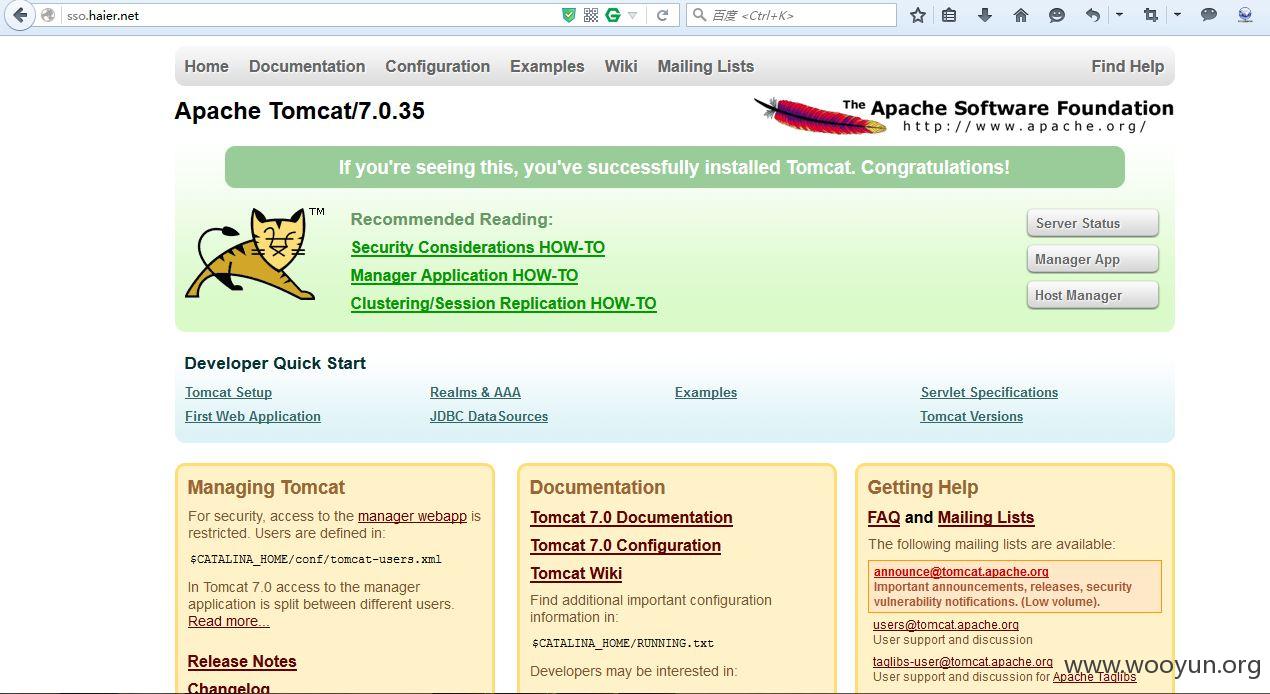 sso.haier.net
百度 <Ctrl+K>
Home Documentation Configuration Examples Wiki Mailing Lists Find Help
Apache Tomcat/7.0.35
The Apache Software Foundation
http://www.apache.org/
If you're seeing this, you've successfully installed Tomcat. Congratulations!
TM
Recommended Reading:
Security Considerations HOW-TO
Manager Application HOW-TO
Clustering/Session Replication HOW-TO
Server Status
Manager App
Host Manager
Developer Quick Start
Tomcat Setup
First Web Application
Realms & AAA
JDBC DataSources
Examples
Servlet Specifications
Tomcat Versions
Managing Tomcat
For security, access to the manager webapp is
restricted. Users are defined in:
$CATALINA_HOME/conf/tomcat-users.xml
In Tomcat 7.0 access to the manager
application is split between different users.
Read more...
Release Notes
Changelog
Documentation
Tomcat 7.0 Documentation
Tomcat 7.0 Configuration
Tomcat Wiki
Find additional important configuration
information in:
$CATALINA_HOME/RUNNING.txt
Developers may be interested in:
Getting Help
FAQ and Mailing Lists
The following mailing lists are available:
announce@tomcat.apache.org
Important announcements, releases, security
vulnerability notifications. (Low volume).
users@tomcat.apache.org
User support and discussion
taglibs-user@tomcat.apache.org
User support and discussion for Apache Taglibs
www.wooyun.org